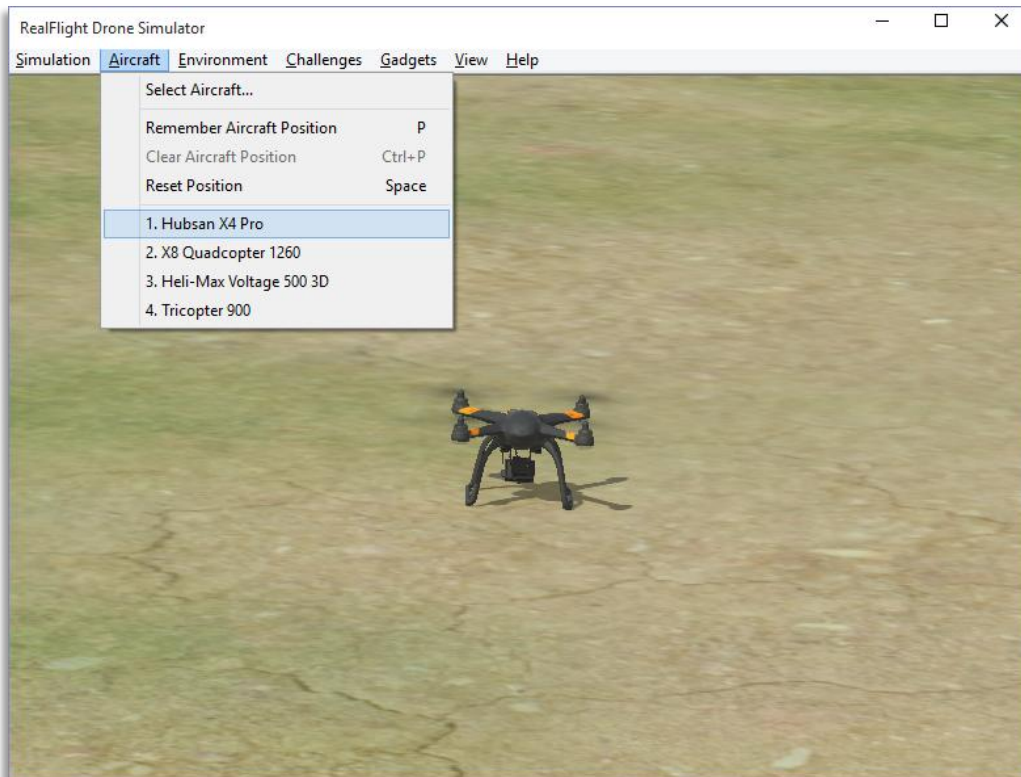 RealFlight Drone Simulator
Simulation Aircraft Environment Challenges Gadgets View Help
Select Aircraft...
Remember Aircraft Position P
Clear Aircraft Position Ctrl+P
Reset Position Space
1. Hubsan X4 Pro
2. X8 Quadcopter 1260
3. Heli-Max Voltage 500 3D
4. Tricopter 900